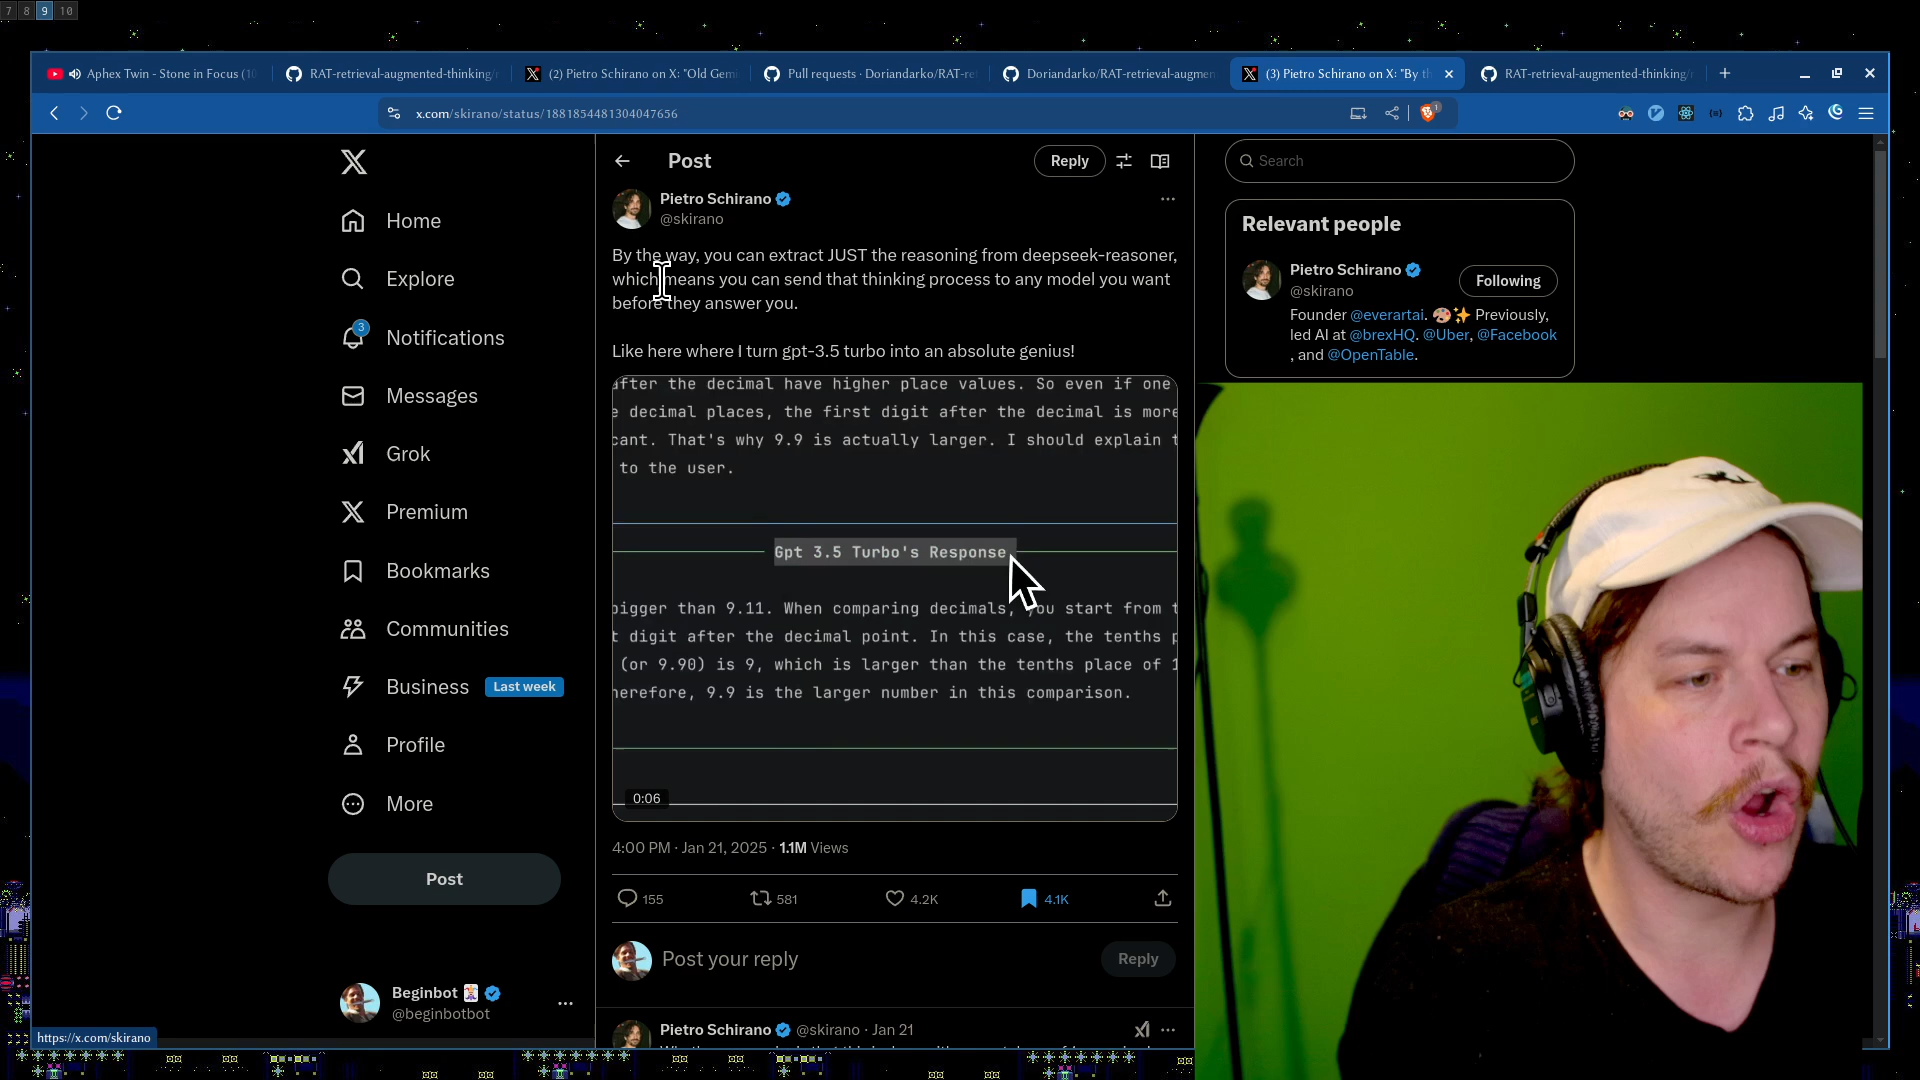 7 8 9 10
Aphex Twin - Stone in Focus (10
RAT-retrieval-augmented-thinking/r
(2) Pietro Schirano on X: "Old Gemi
Pull requests · Doriandarko/RAT-re
Doriandarko/RAT-retrieval-augmen
(3) Pietro Schirano on X: "By th
RAT-retrieval-augmented-thinking/r
x.com/skirano/status/1881854481304047656
1
Home
Explore
3
Notifications
Messages
Grok
Premium
Bookmarks
Communities
Business Last week
Profile
More
Post
Beginbot
@beginbotbot
https://x.com/skirano
Post
Reply
Pietro Schirano
@skirano
By the way, you can extract JUST the reasoning from deepseek-reasoner,
which means you can send that thinking process to any model you want
before they answer you.
Like here where I turn gpt-3.5 turbo into an absolute genius!
after the decimal have higher place values. So even if one
e decimal places, the first digit after the decimal is more
cant. That's why 9.9 is actually larger. I should explain t
to the user.
Gpt 3.5 Turbo's Response
bigger than 9.11. When comparing decimals, you start from t
t digit after the decimal point. In this case, the tenths p
(or 9.90) is 9, which is larger than the tenths place of 1
herefore, 9.9 is the larger number in this comparison.
0:06
4:00 PM · Jan 21, 2025 · 1.1M Views
155 581 4.2K 4.1K
Post your reply
Reply
Pietro Schirano @skirano · Jan 21
Search
Relevant people
Pietro Schirano
@skirano
Following
Founder @everartai. 🎨✨ Previously,
led AI at @brexHQ. @Uber, @Facebook
, and @OpenTable.